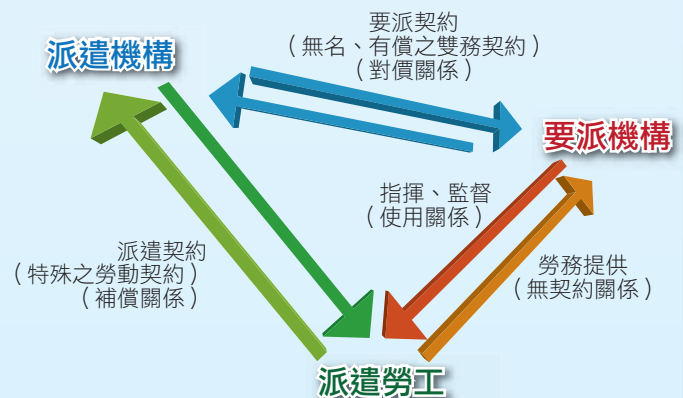 派遣機構
要派契約
（無名、有償之雙務契約）
（對價關係）
要派機構
指揮、監督
（使用關係）
派遣契約
（特殊之勞動契約）
（補償關係）
勞務提供
（無契約關係）
派遣勞工